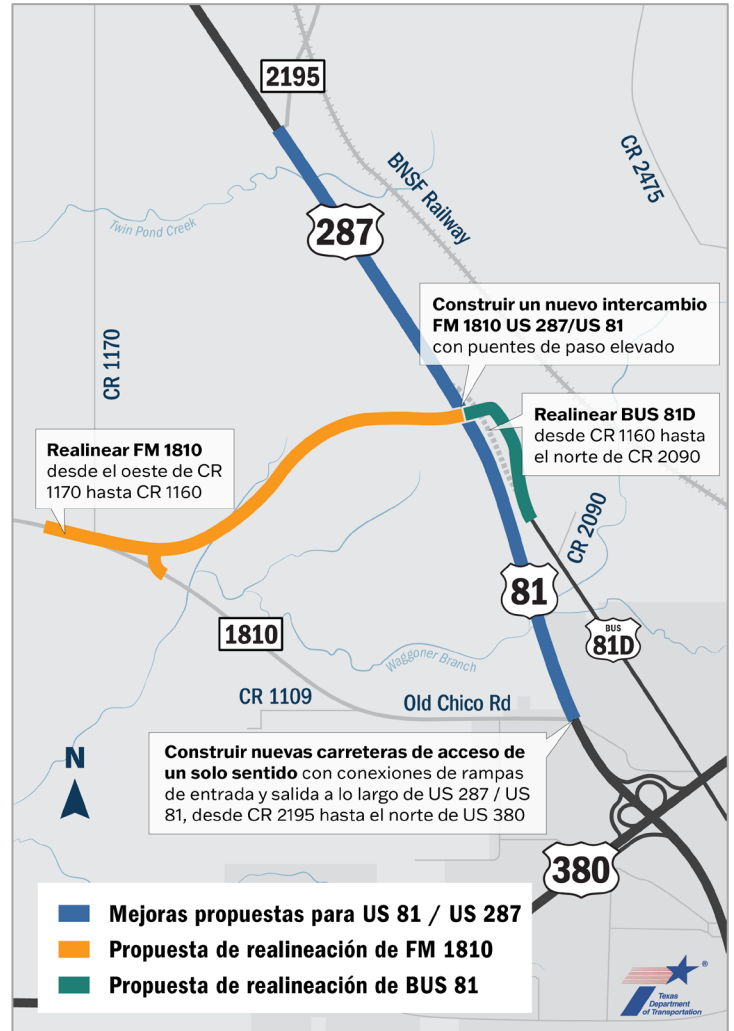 2195
CR 2475
BNSF Railway
Twin Pond Creek
287
Construir un nuevo intercambio
FM 1810 US 287/US 81
con puentes de paso elevado
CR 1170
Realinear BUS 81D
desde CR 1160 hasta
el norte de CR 2090
Realinear FM 1810
desde el oeste de CR
1170 hasta CR 1160
CR 2090
81
1810
BUS
81D
Waggoner Branch
CR 1109
Old Chico Rd
N
Construir nuevas carreteras de acceso de
un solo sentido con conexiones de rampas
de entrada y salida a lo largo de US 287 / US
81, desde CR 2195 hasta el norte de US 380
380
Mejoras propuestas para US 81 / US 287
Propuesta de realineación de FM 1810
Propuesta de realineación de BUS 81
®
Texas
Department
of Transportation